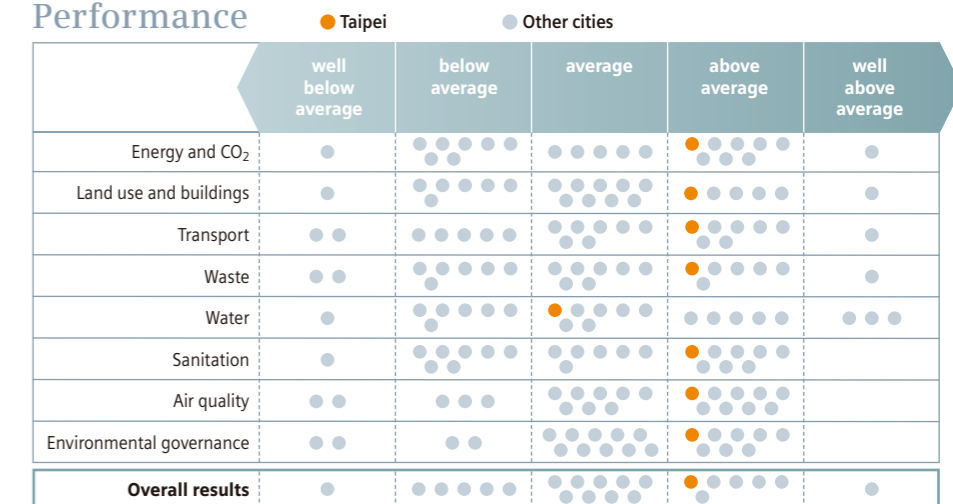 Performance
Taipei
Other cities
well
below
average
below
average
average
above
average
well
above
average
Energy and CO2
Land use and buildings
Transport
Waste
Water
Sanitation
Air quality
Environmental governance
Overall results